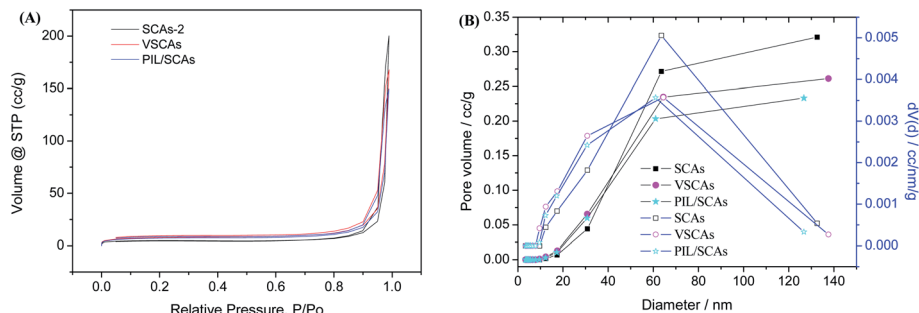 (A)
SCAs-2
VSCAs
PIL/SCAs
Volume @ STP (cc/g)
200
150
100
50
0
0.0 0.2 0.4 0.6 0.8 1.0
Relative Pressure, P/Po
(B)
Pore volume / cc/g
0.35
0.30
0.25
0.20
0.15
0.10
0.05
0.00
SCAs
VSCAs
PIL/SCAs
SCAs
VSCAs
PIL/SCAs
0 20 40 60 80 100 120 140
Diameter / nm
0.005
0.004
0.003
0.002
0.001
0.000
dV(d) / cc/nm/g